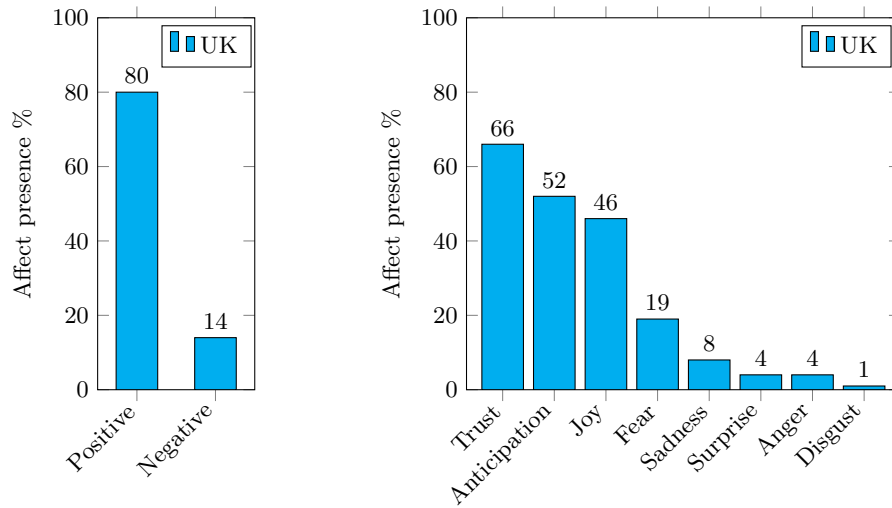 Affect presence %
100
80
60
40
20
0
UK
80
14
Positive
Negative
Affect presence %
100
80
60
40
20
0
UK
66
52
46
19
8
4
4
1
Trust
Anticipation
Joy
Fear
Sadness
Surprise
Anger
Disgust